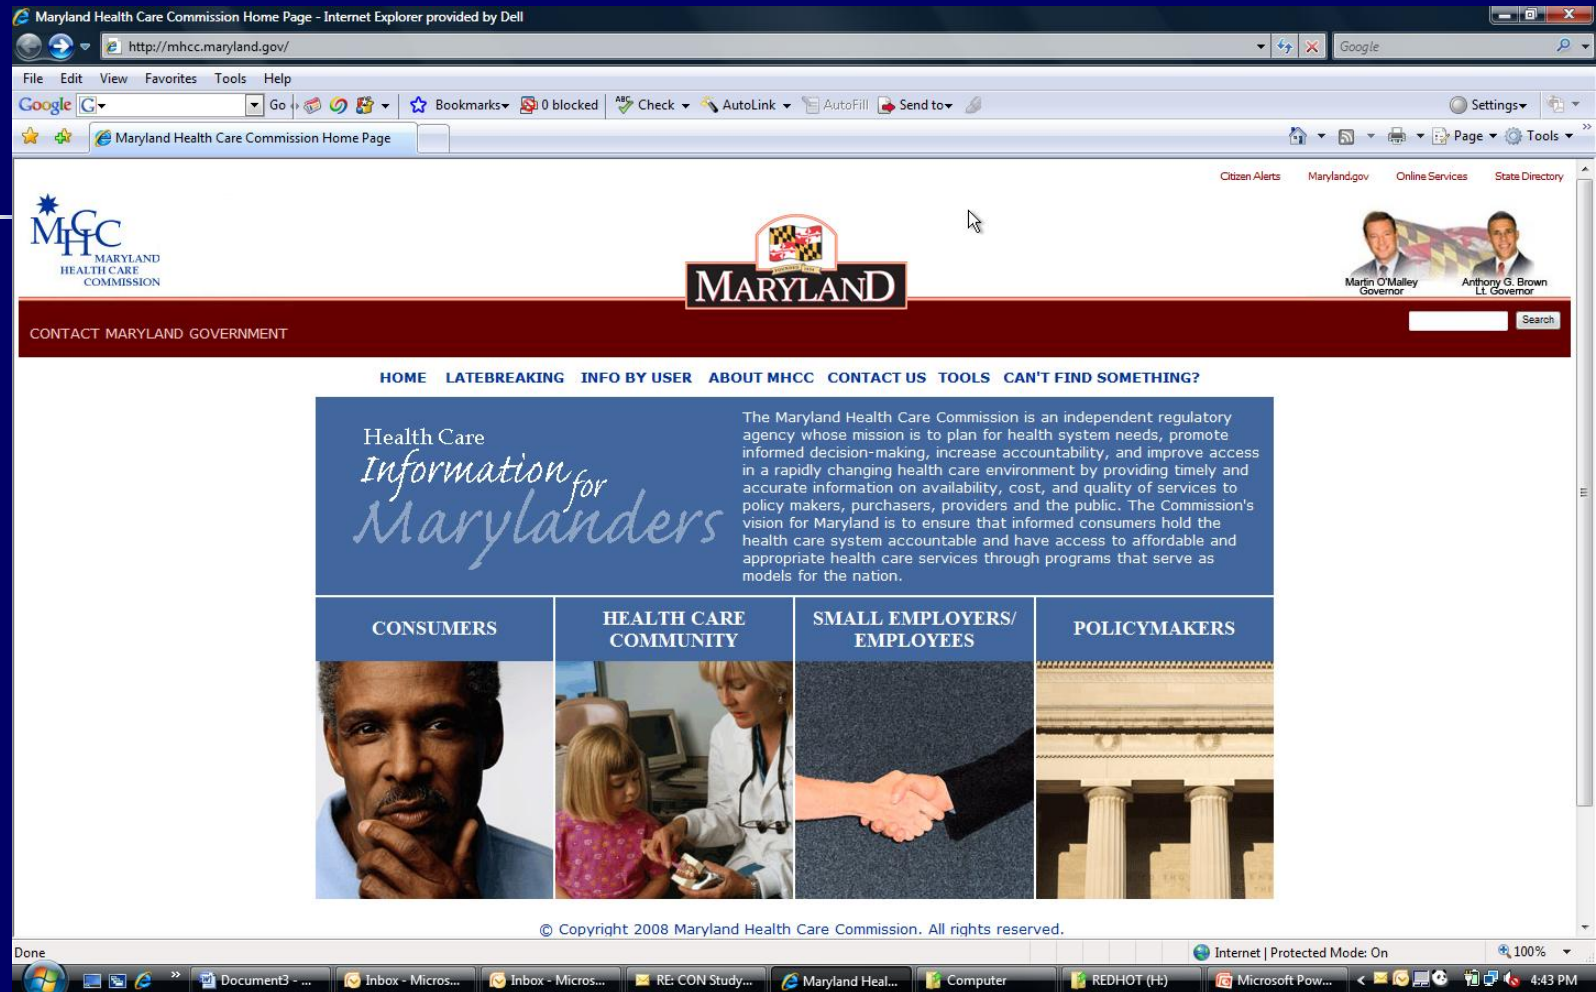 Maryland Health Care Commission Home Page - Internet Explorer provided by Dell
http://mhcc.maryland.gov/
Google
File Edit View Favorites Tools Help
Google G Go Bookmarks 0 blocked ABC Check AutoLink AutoFill Send to Settings
Maryland Health Care Commission Home Page
Page Tools
Citizen Alerts Maryland.gov Online Services State Directory
MHCC
MARYLAND
HEALTH CARE
COMMISSION
MARYLAND
Martin O'Malley
Governor
Anthony G. Brown
Lt. Governor
CONTACT MARYLAND GOVERNMENT
Search
HOME LATEBREAKING INFO BY USER ABOUT MHCC CONTACT US TOOLS CAN'T FIND SOMETHING?
Health Care
Information for
Marylanders
The Maryland Health Care Commission is an independent regulatory
agency whose mission is to plan for health system needs, promote
informed decision-making, increase accountability, and improve access
in a rapidly changing health care environment by providing timely and
accurate information on availability, cost, and quality of services to
policy makers, purchasers, providers and the public. The Commission's
vision for Maryland is to ensure that informed consumers hold the
health care system accountable and have access to affordable and
appropriate health care services through programs that serve as
models for the nation.
CONSUMERS
HEALTH CARE
COMMUNITY
SMALL EMPLOYERS/
EMPLOYEES
POLICYMAKERS
© Copyright 2008 Maryland Health Care Commission. All rights reserved.
Done
Internet | Protected Mode: On
100%
Document3 - ... Inbox - Micros... Inbox - Micros... RE: CON Study... Maryland Heal... Computer REDHOT (H:) Microsoft Pow... 4:43 PM